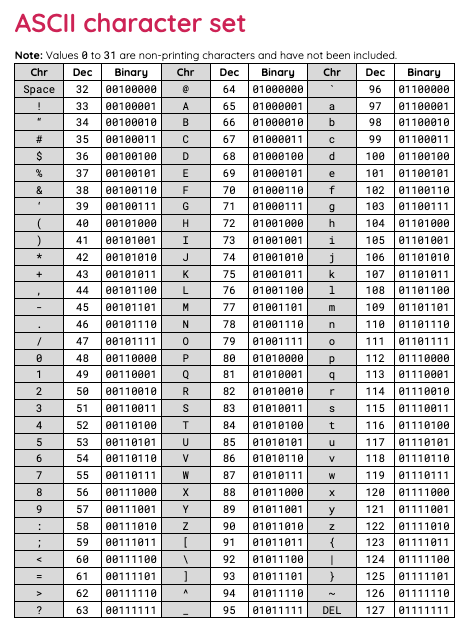 ASCII character set
Note: Values 0 to 31 are non-printing characters and have not been included.
Chr Dec Binary Chr Dec Binary Chr Dec Binary
Space 32 00100000 @ 64 01000000 ` 96 01100000
! 33 00100001 A 65 01000001 a 97 01100001
" 34 00100010 B 66 01000010 b 98 01100010
# 35 00100011 C 67 01000011 c 99 01100011
$ 36 00100100 D 68 01000100 d 100 01100100
% 37 00100101 E 69 01000101 e 101 01100101
& 38 00100110 F 70 01000110 f 102 01100110
' 39 00100111 G 71 01000111 g 103 01100111
( 40 00101000 H 72 01001000 h 104 01101000
) 41 00101001 I 73 01001001 i 105 01101001
* 42 00101010 J 74 01001010 j 106 01101010
+ 43 00101011 K 75 01001011 k 107 01101011
, 44 00101100 L 76 01001100 l 108 01101100
- 45 00101101 M 77 01001101 m 109 01101101
. 46 00101110 N 78 01001110 n 110 01101110
/ 47 00101111 O 79 01001111 o 111 01101111
0 48 00110000 P 80 01010000 p 112 01110000
1 49 00110001 Q 81 01010001 q 113 01110001
2 50 00110010 R 82 01010010 r 114 01110010
3 51 00110011 S 83 01010011 s 115 01110011
4 52 00110100 T 84 01010100 t 116 01110100
5 53 00110101 U 85 01010101 u 117 01110101
6 54 00110110 V 86 01010110 v 118 01110110
7 55 00110111 W 87 01010111 w 119 01110111
8 56 00111000 X 88 01011000 x 120 01111000
9 57 00111001 Y 89 01011001 y 121 01111001
: 58 00111010 Z 90 01011010 z 122 01111010
; 59 00111011 [ 91 01011011 { 123 01111011
< 60 00111100 \ 92 01011100 | 124 01111100
= 61 00111101 ] 93 01011101 } 125 01111101
> 62 00111110 ^ 94 01011110 ~ 126 01111110
? 63 00111111 _ 95 01011111 DEL 127 01111111